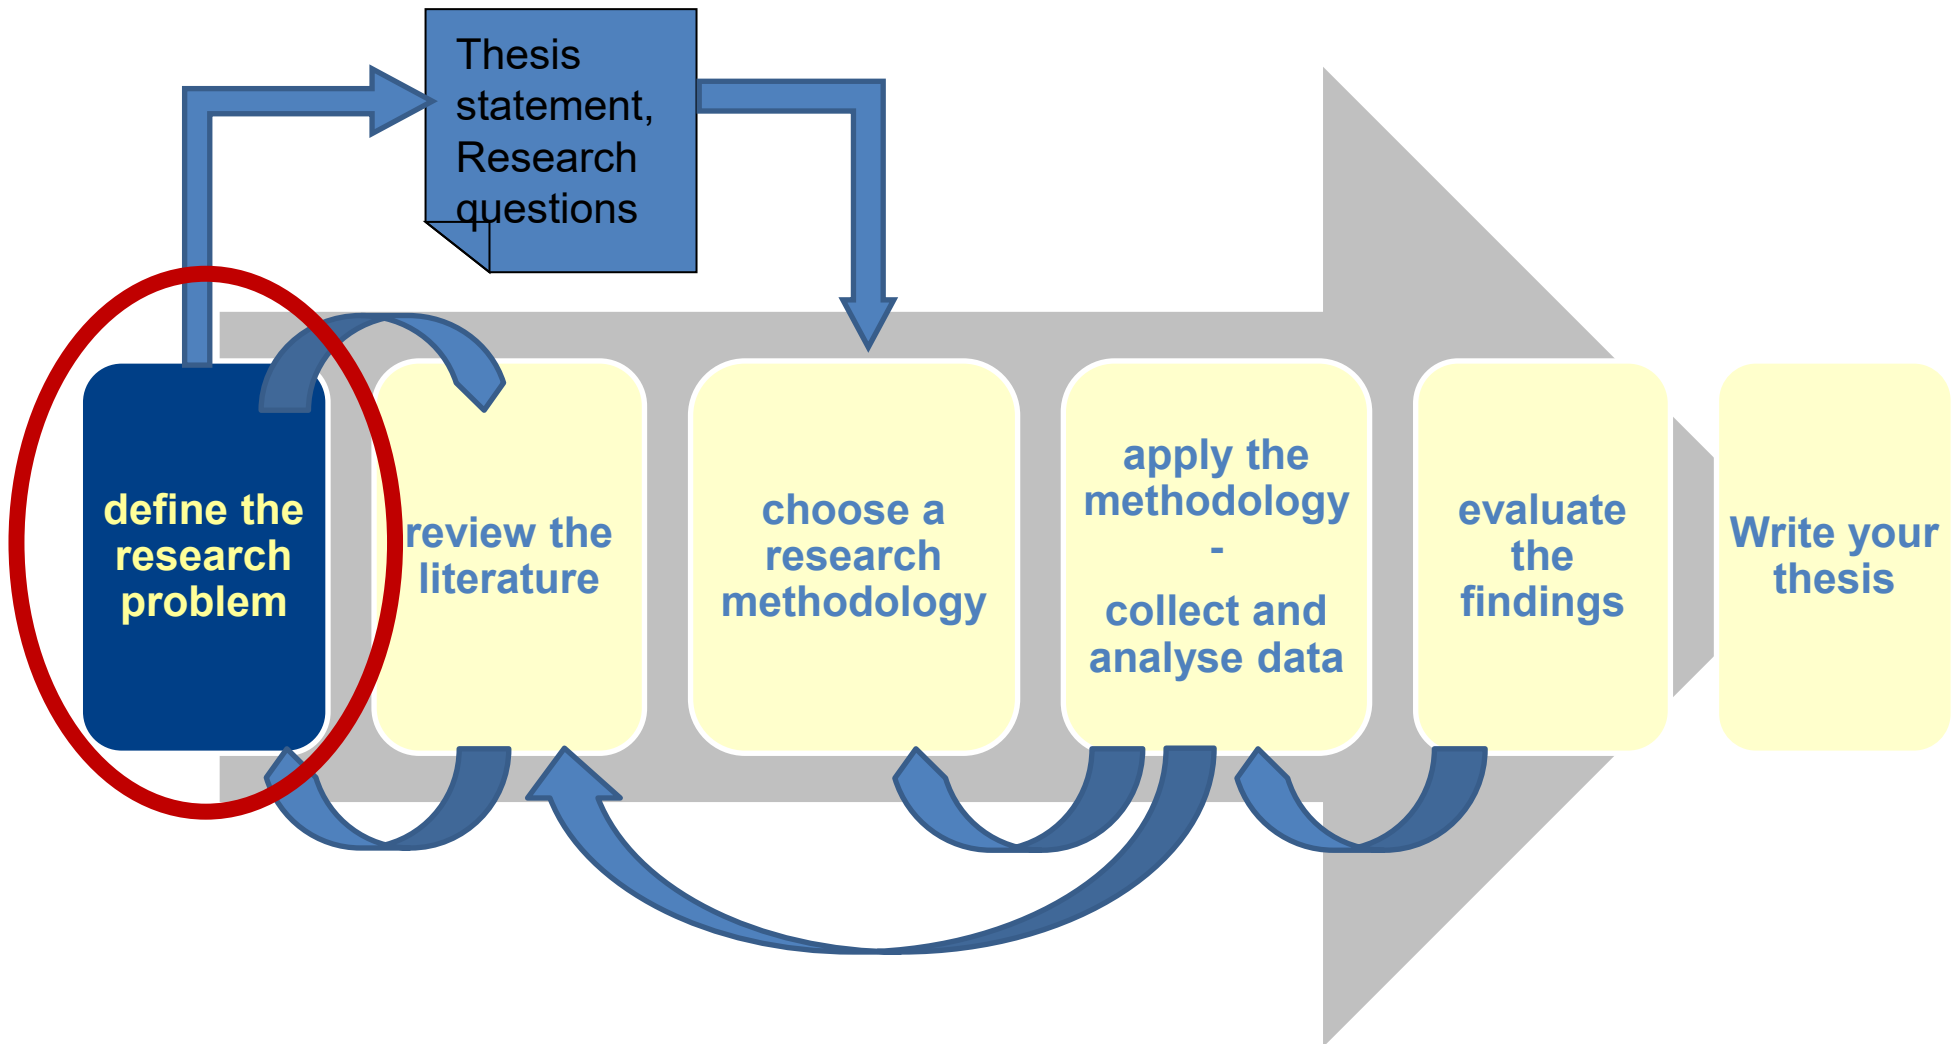 Thesis
statement,
Research
questions
define the
research
problem
review the
literature
choose a
research
methodology
apply the
methodology
-
collect and
analyse data
evaluate
the
findings
Write your
thesis